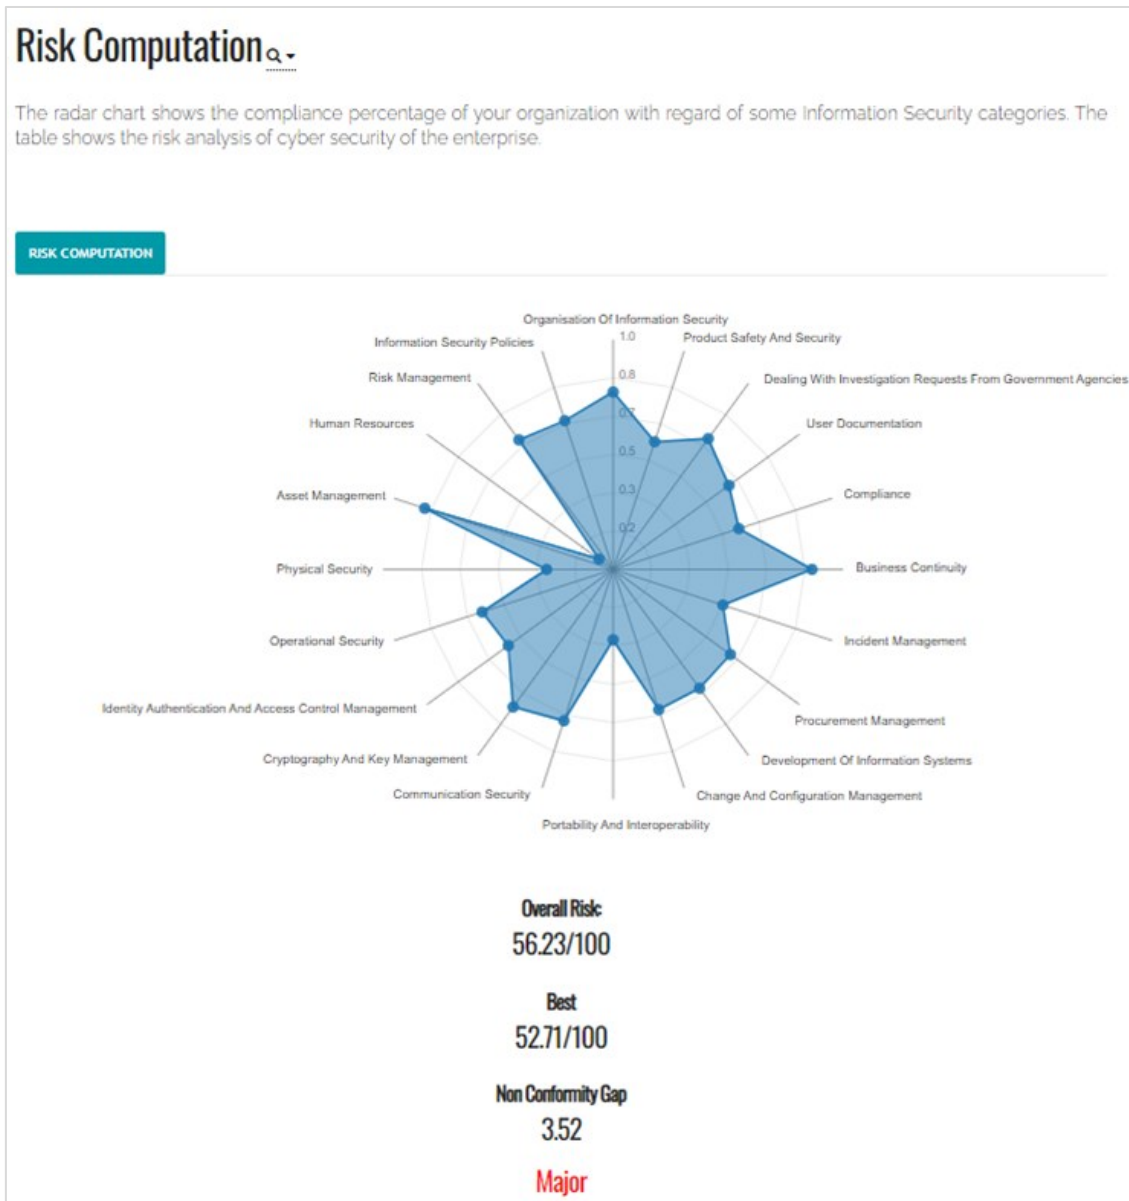 Risk Computation
The radar chart shows the compliance percentage of your organization with regard of some Information Security categories. The
table shows the risk analysis of cyber security of the enterprise.
RISK COMPUTATION
Organisation Of Information Security
Product Safety And Security
Dealing With Investigation Requests From Government Agencies
User Documentation
Compliance
Business Continuity
Incident Management
Procurement Management
Development Of Information Systems
Change And Configuration Management
Portability And Interoperability
Communication Security
Cryptography And Key Management
Identity Authentication And Access Control Management
Operational Security
Physical Security
Asset Management
Human Resources
Risk Management
Information Security Policies
1.0
0.8
0.7
0.5
0.3
0.2
Overall Risk:
56.23/100
Best
52.71/100
Non Conformity Gap
3.52
Major